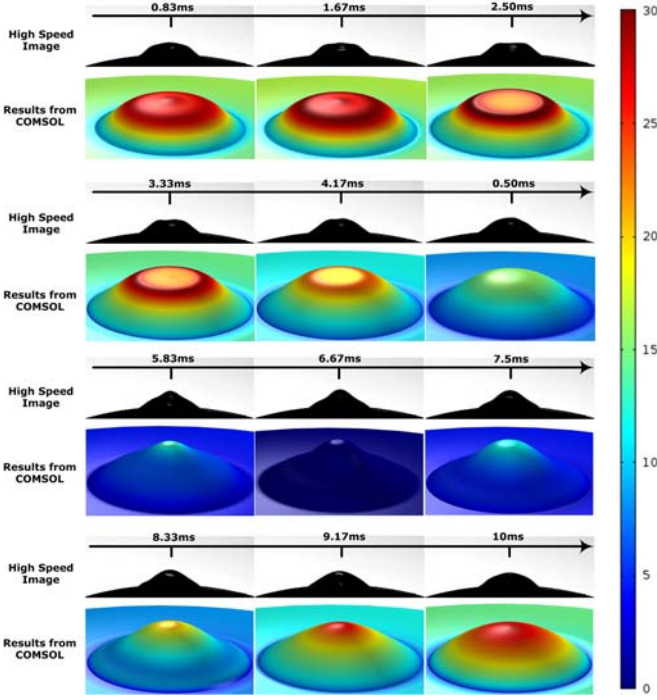 0.83ms 1.67ms 2.50ms
High Speed
Image
Results from
COMSOL
3.33ms 4.17ms 0.50ms
High Speed
Image
Results from
COMSOL
5.83ms 6.67ms 7.5ms
High Speed
Image
Results from
COMSOL
8.33ms 9.17ms 10ms
High Speed
Image
Results from
COMSOL
30
25
20
15
10
5
0